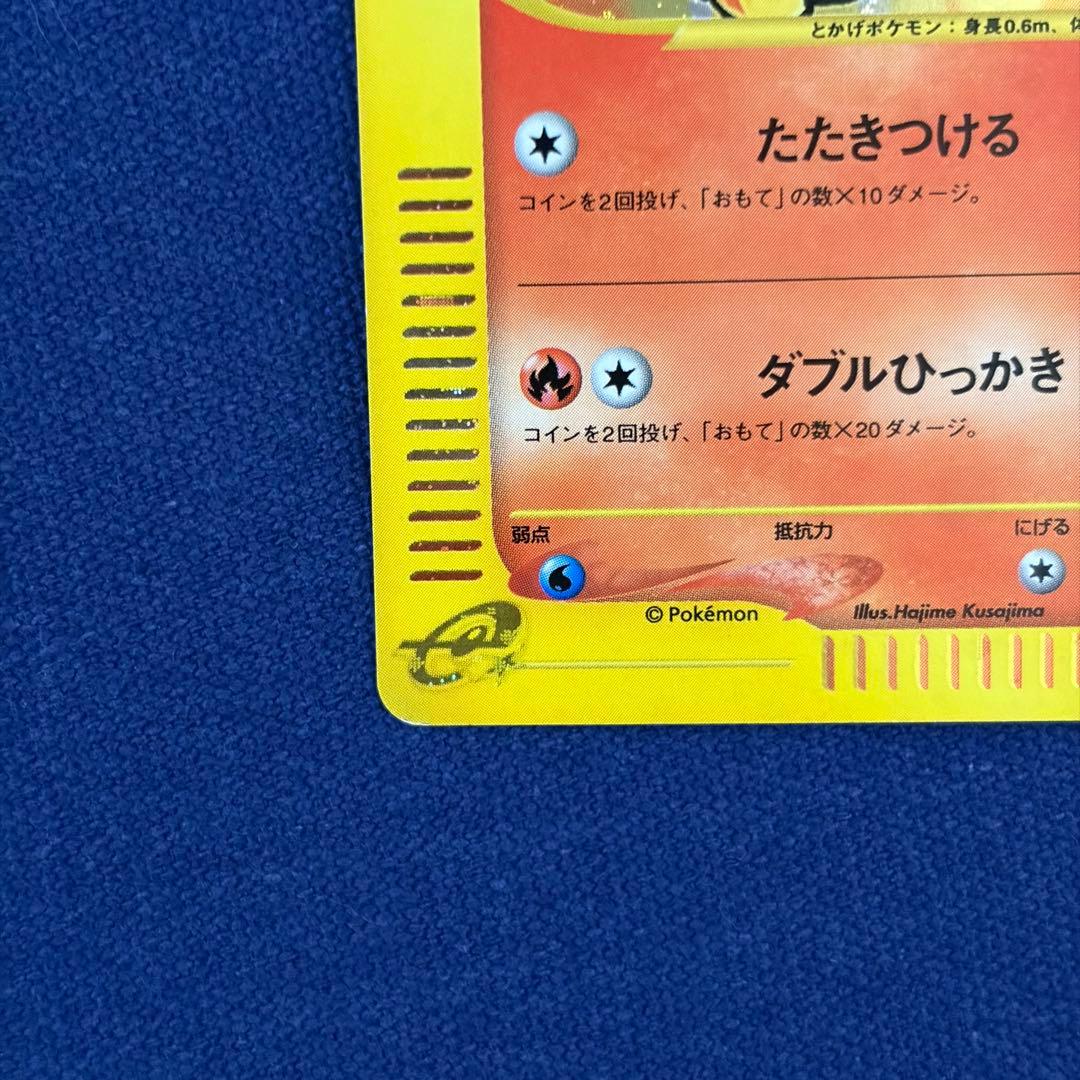 とかげポケモン：身長0.6m、体
たたきつける
コインを2回投げ、「おもて」の数×10ダメージ。
ダブルひっかき
コインを2回投げ、「おもて」の数×20ダメージ。
弱点 抵抗力 にげる
© Pokémon Illus.Hajime Kusajima